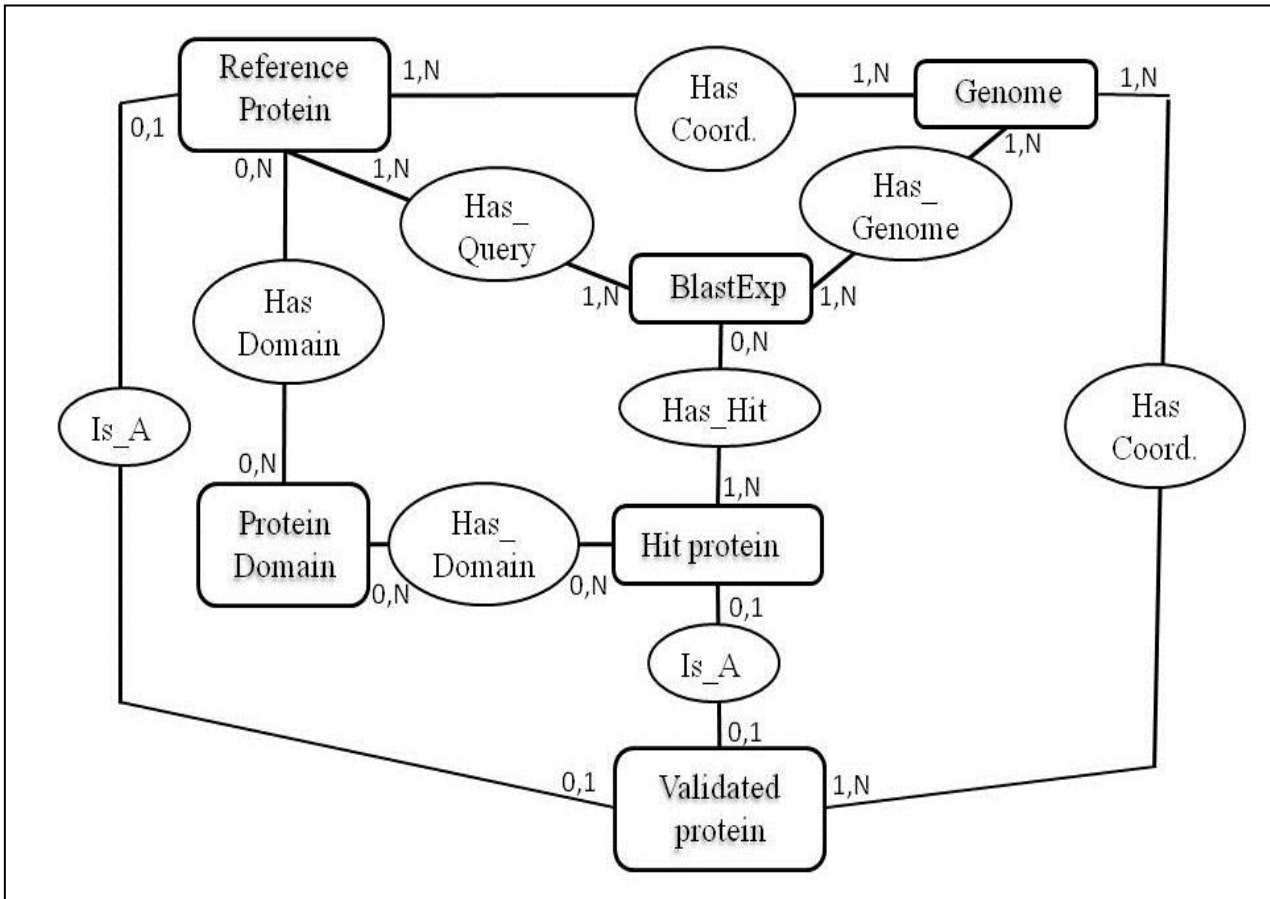 Reference
Protein
1,N
Has
Coord.
1,N
Genome
1,N
0,1
0,N
1,N
Has_
Query
1,N
Has_
Genome
1,N
BlastExp
1,N
Has
Domain
0,N
Is_A
Has_Hit
Has
Coord.
0,N
1,N
Protein
Domain
Has_
Domain
Hit protein
0,N
0,N
0,1
Is_A
0,1
0,1
Validated
protein
1,N